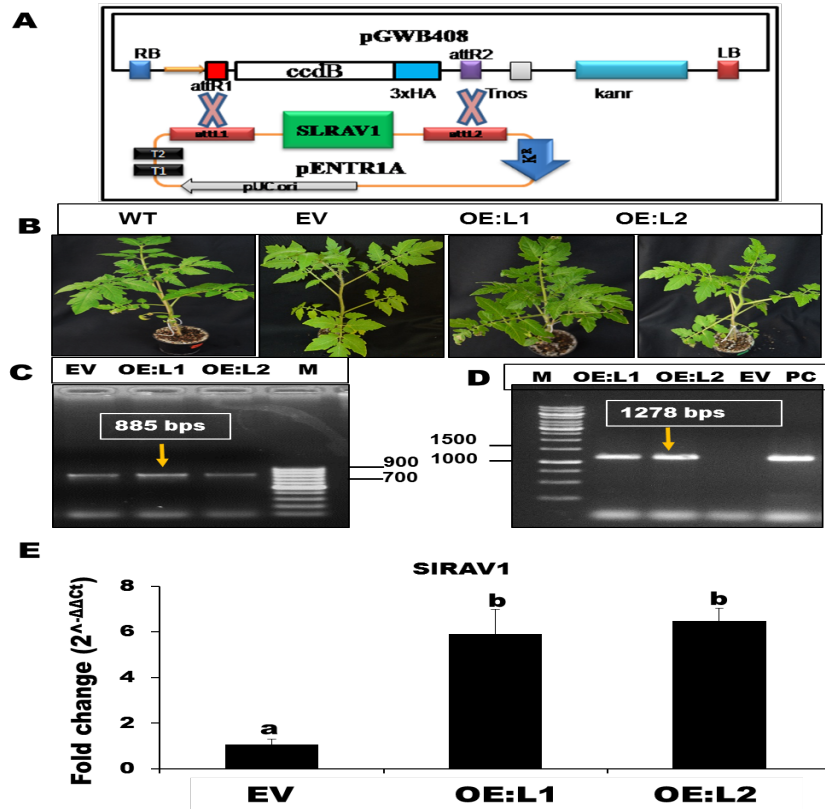 A
pGWB408
RB
attR1
ccdB
3xHA
attR2
Tnos
kanr
LB
attL1
SLRAV1
attL2
T2
T1
pENTR1A
pUC ori
K^R
B
WT EV OE:L1 OE:L2
C
EV OE:L1 OE:L2 M
885 bps
900
700
D
M OE:L1 OE:L2 EV PC
1278 bps
1500
1000
E
SlRAV1
Fold change (2^-ΔΔCt)
8
6
4
2
0
a
b
b
EV OE:L1 OE:L2